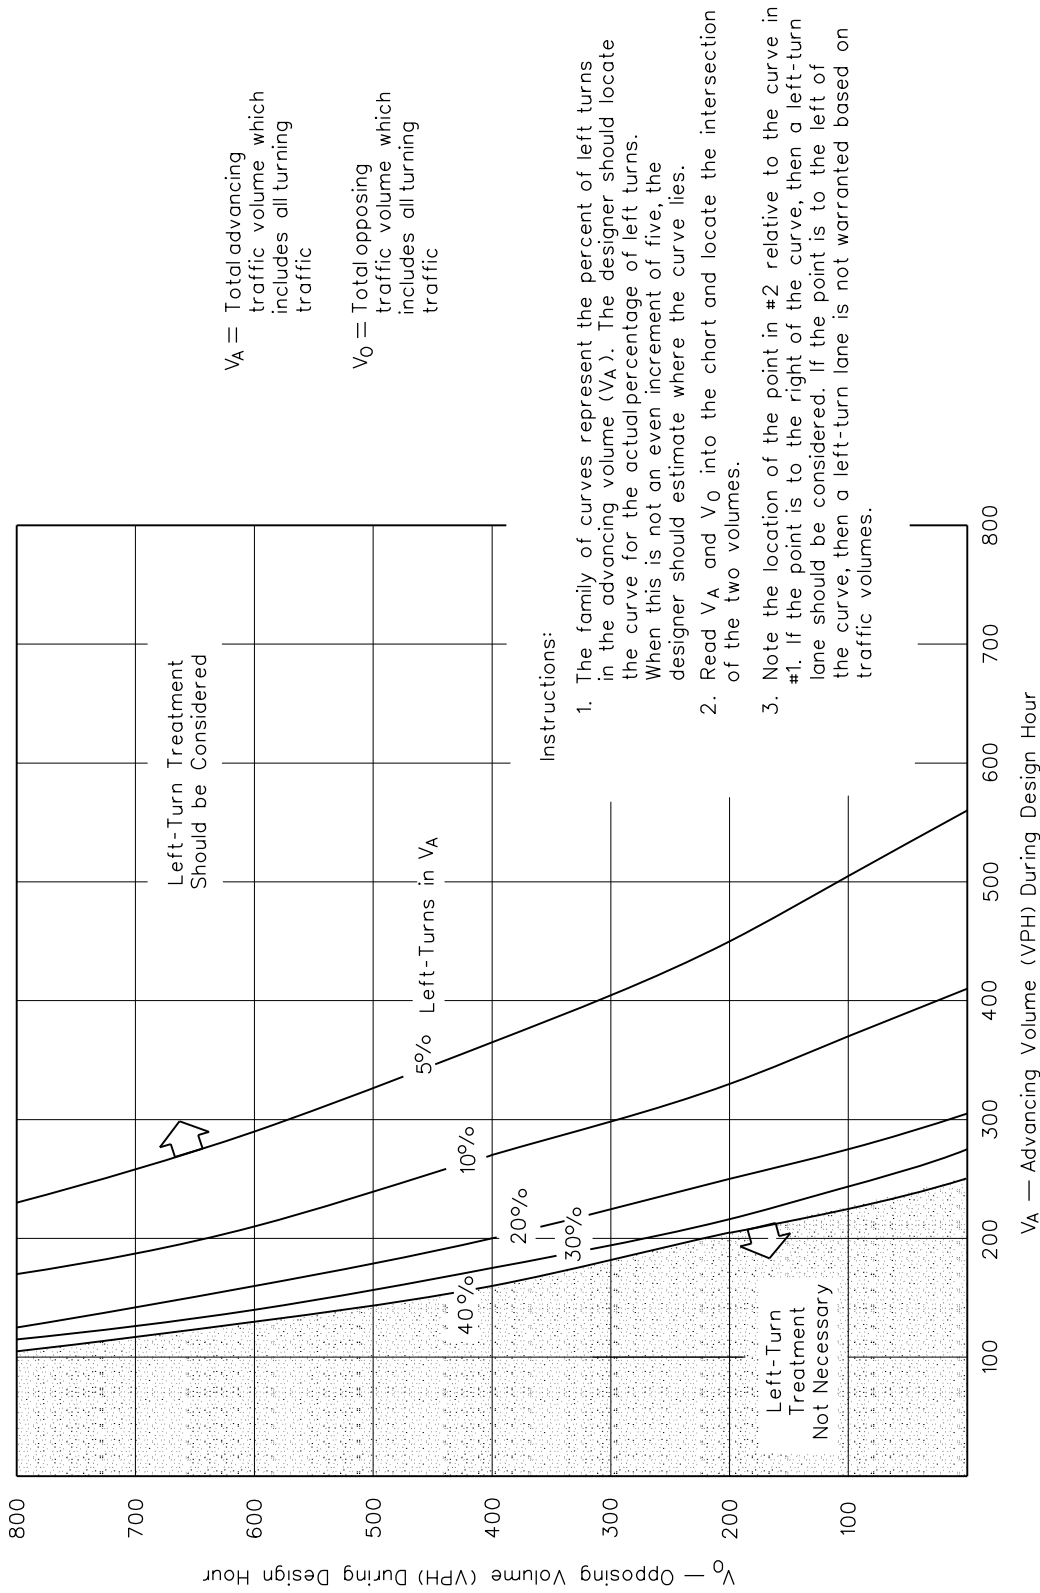 VA = Total advancing
traffic volume which
includes all turning
traffic
VO = Total opposing
traffic volume which
includes all turning
traffic
Left-Turn Treatment
Should be Considered
5% Left-Turns in VA
10%
20%
30%
40%
Left-Turn
Treatment
Not Necessary
Instructions:
1. The family of curves represent the percent of left turns
in the advancing volume (VA). The designer should locate
the curve for the actual percentage of left turns.
When this is not an even increment of five, the
designer should estimate where the curve lies.
2. Read VA and VO into the chart and locate the intersection
of the two volumes.
3. Note the location of the point in #2 relative to the curve in
#1. If the point is to the right of the curve, then a left-turn
lane should be considered. If the point is to the left of
the curve, then a left-turn lane is not warranted based on
traffic volumes.
800
700
600
500
400
300
200
100
VO — Opposing Volume (VPH) During Design Hour
100
200
300
400
500
600
700
800
VA — Advancing Volume (VPH) During Design Hour